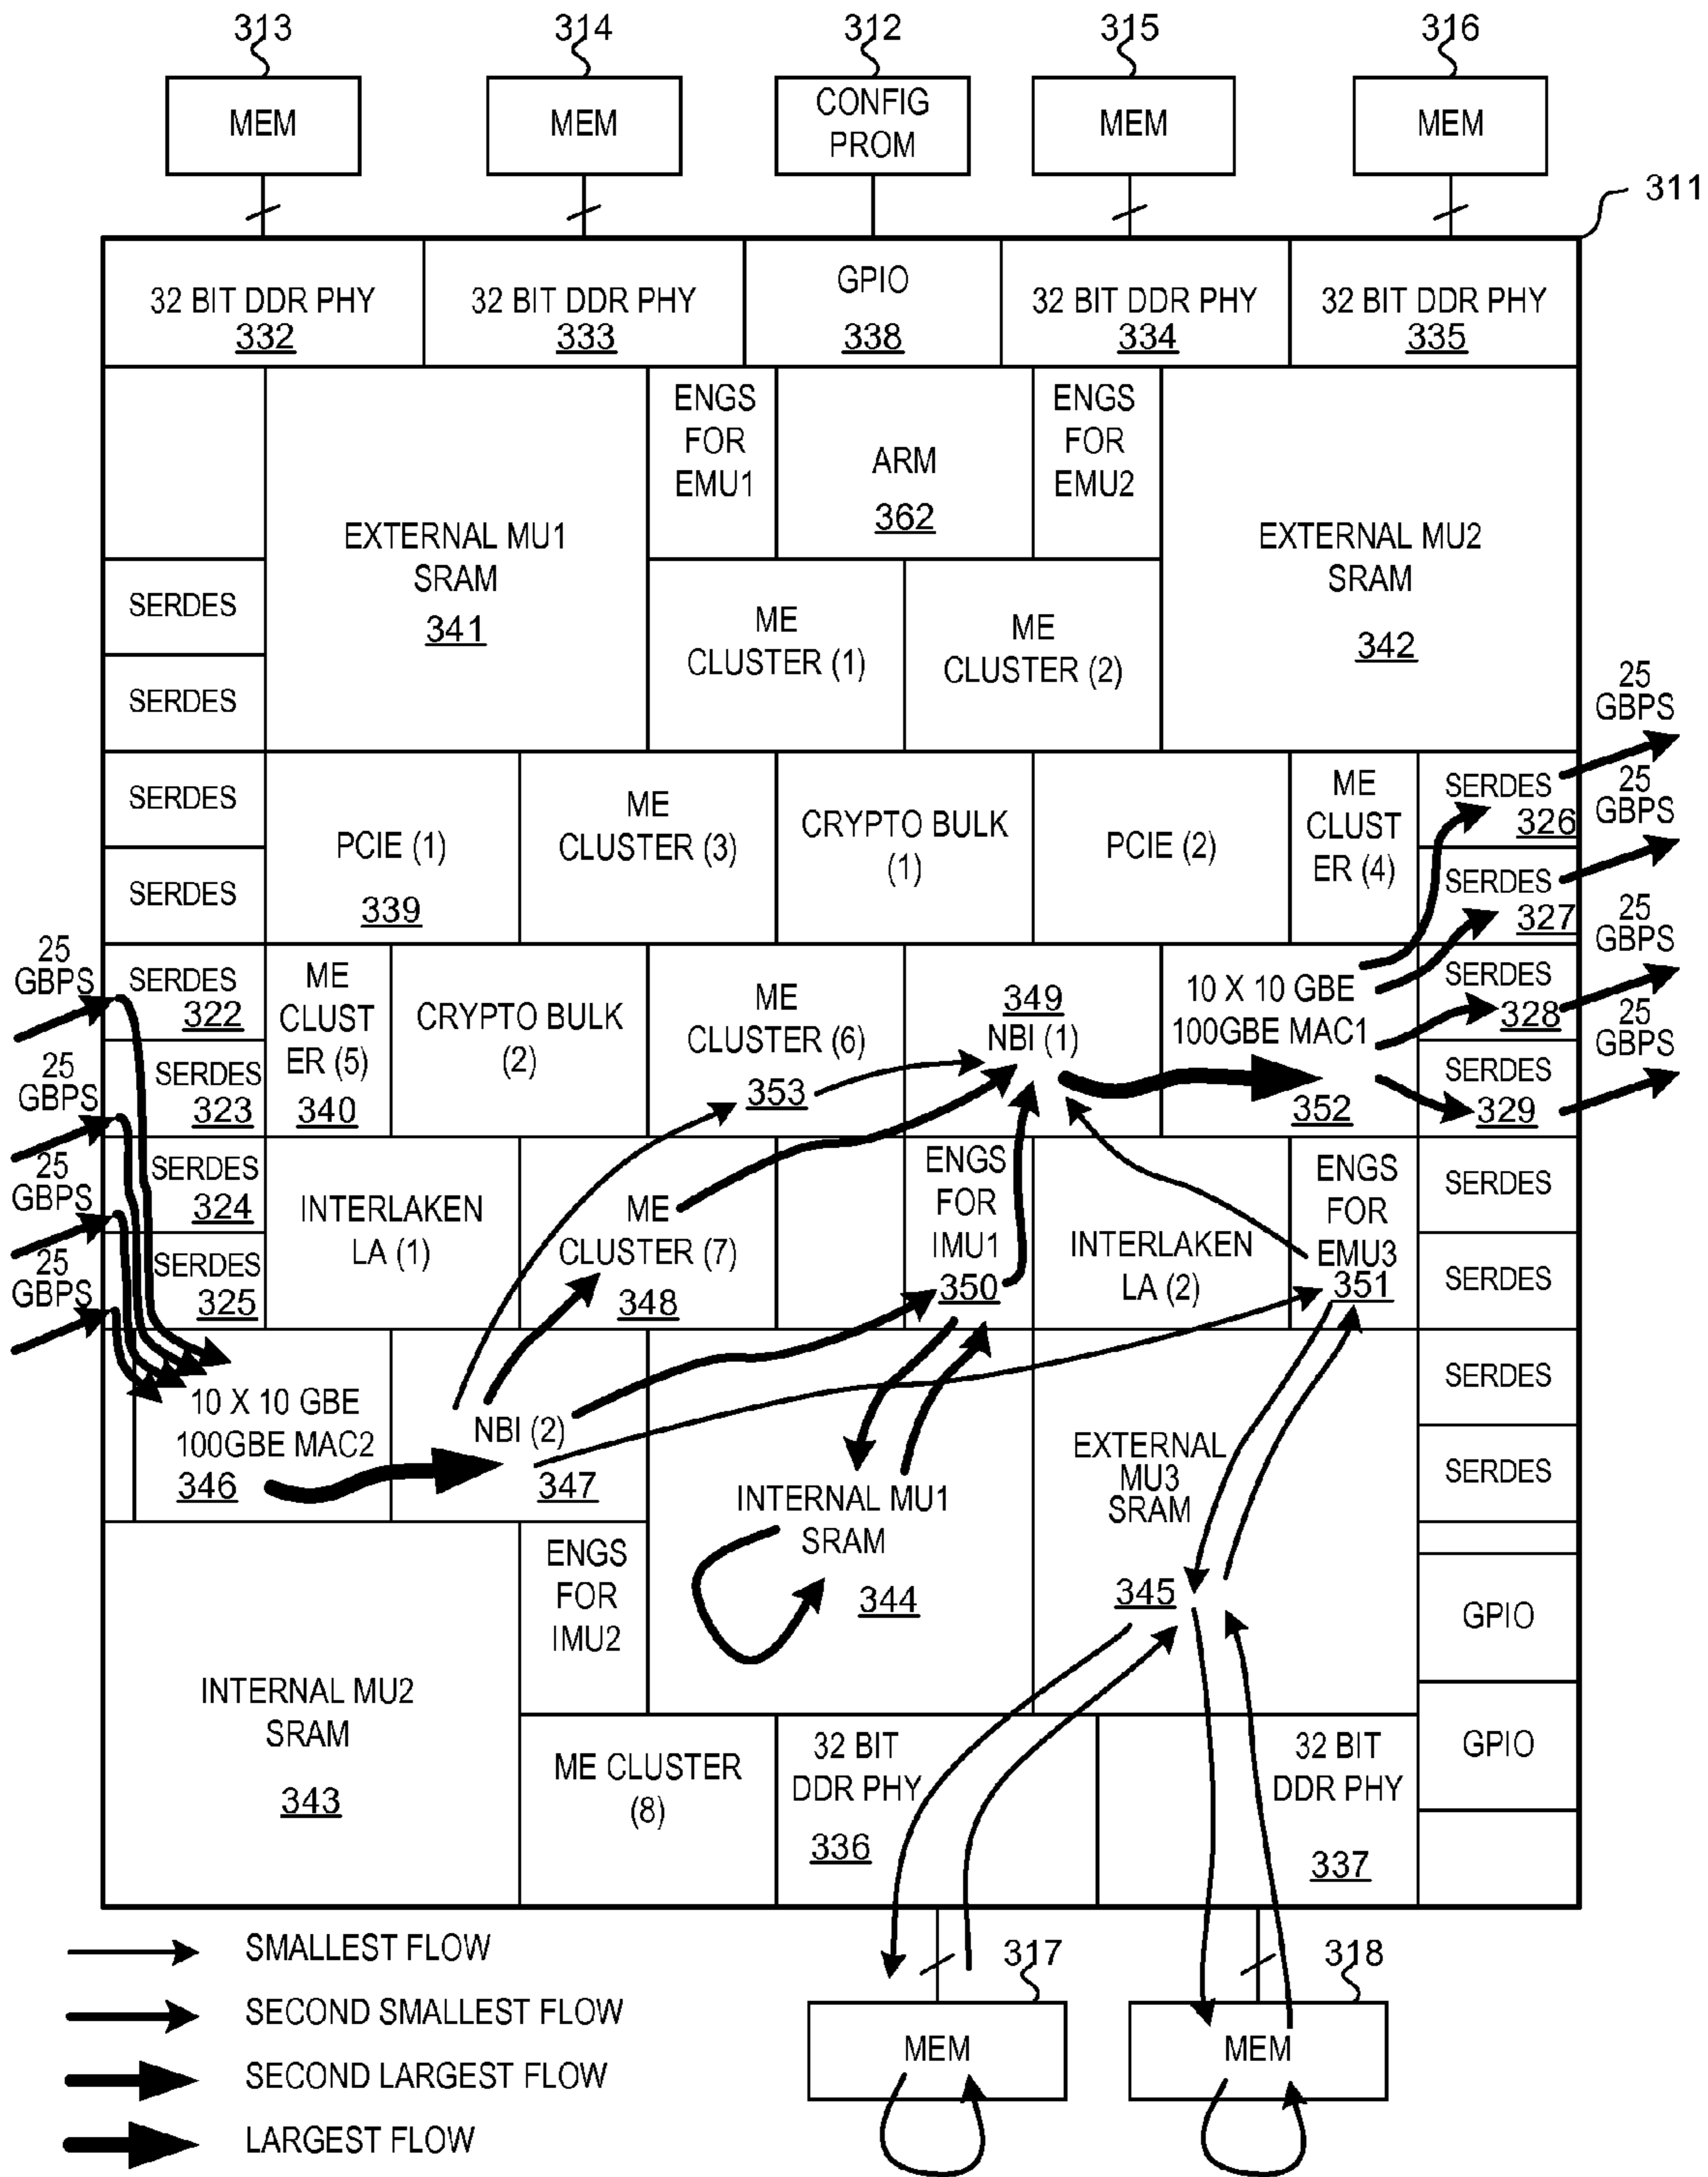 313
314
312
315
316
MEM
MEM
CONFIG
PROM
MEM
MEM
311
32 BIT DDR PHY
332
32 BIT DDR PHY
333
GPIO
338
32 BIT DDR PHY
334
32 BIT DDR PHY
335
EXTERNAL MU1
SRAM
341
ENGS
FOR
EMU1
ARM
362
ENGS
FOR
EMU2
EXTERNAL MU2
SRAM
342
SERDES
SERDES
ME
CLUSTER (1)
ME
CLUSTER (2)
25
GBPS
SERDES
SERDES
PCIE (1)
339
ME
CLUSTER (3)
CRYPTO BULK
(1)
PCIE (2)
ME
CLUST
ER (4)
SERDES
326
25
GBPS
SERDES
327
25
GBPS
25
GBPS
SERDES
322
ME
CLUST
ER (5)
340
CRYPTO BULK
(2)
ME
CLUSTER (6)
353
349
NBI (1)
10 X 10 GBE
100GBE MAC1
352
SERDES
328
25
GBPS
SERDES
329
25
GBPS
SERDES
323
25
GBPS
SERDES
324
25
GBPS
SERDES
325
INTERLAKEN
LA (1)
ME
CLUSTER (7)
348
ENGS
FOR
IMU1
350
INTERLAKEN
LA (2)
ENGS
FOR
EMU3
351
SERDES
SERDES
10 X 10 GBE
100GBE MAC2
346
NBI (2)
347
INTERNAL MU1
SRAM
344
EXTERNAL
MU3
SRAM
345
SERDES
SERDES
INTERNAL MU2
SRAM
343
ENGS
FOR
IMU2
GPIO
GPIO
ME CLUSTER
(8)
32 BIT
DDR PHY
336
32 BIT
DDR PHY
337
SMALLEST FLOW
SECOND SMALLEST FLOW
SECOND LARGEST FLOW
LARGEST FLOW
317
MEM
318
MEM